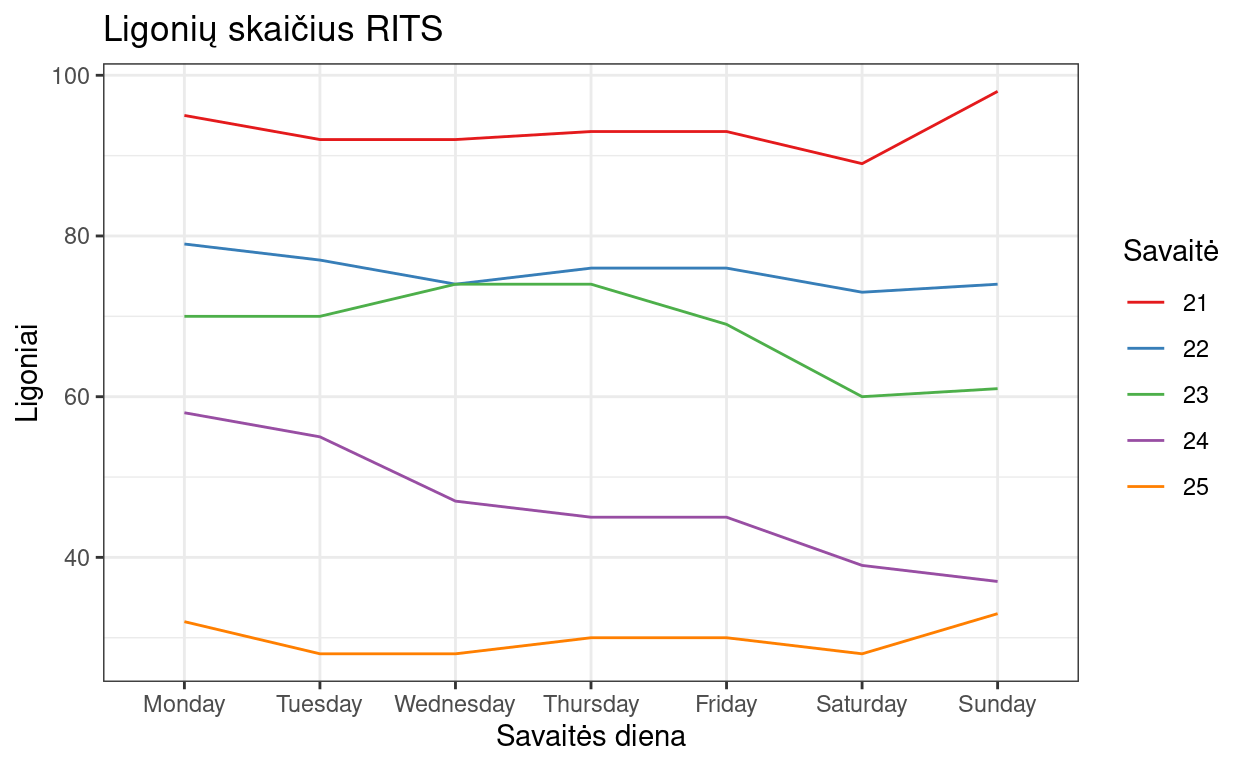 Ligonių skaičius RITS
100
80
60
40
Ligoniai
Monday Tuesday Wednesday Thursday Friday Saturday Sunday
Savaitės diena
Savaitė
21
22
23
24
25